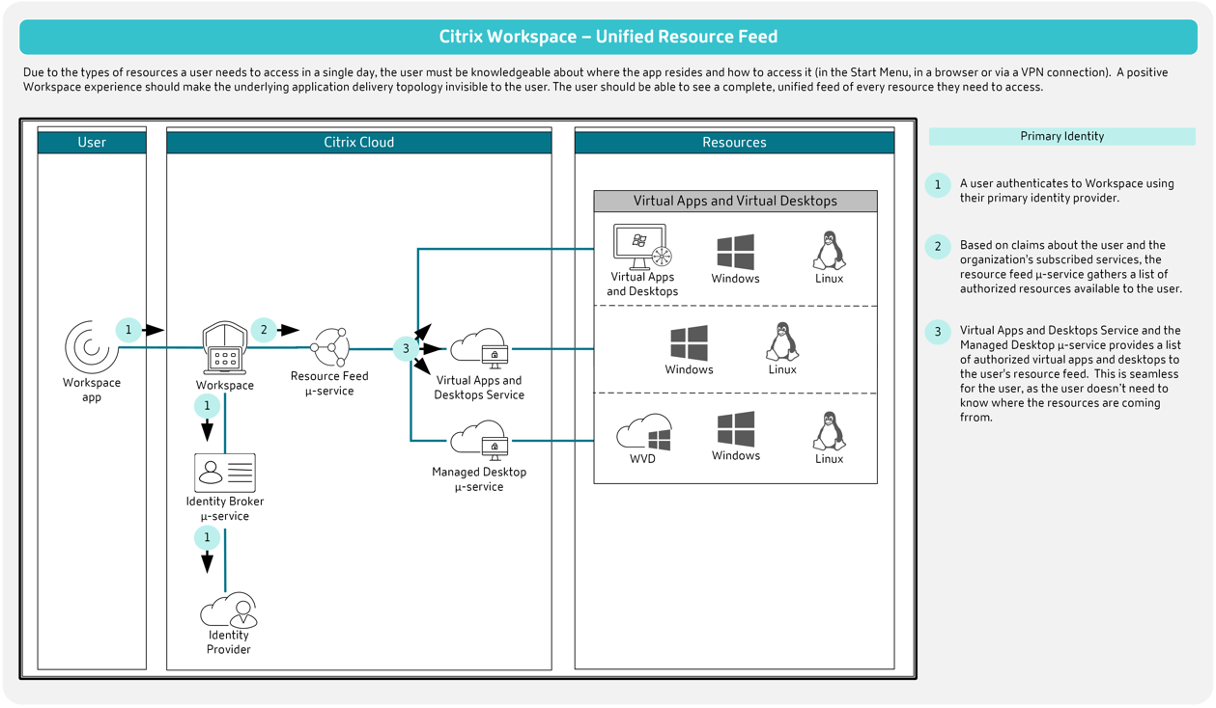 Citrix Workspace – Unified Resource Feed
Due to the types of resources a user needs to access in a single day, the user must be knowledgeable about where the app resides and how to access it (in the Start Menu, in a browser or via a VPN connection). A positive
Workspace experience should make the underlying application delivery topology invisible to the user. The user should be able to see a complete, unified feed of every resource they need to access.
User
Citrix Cloud
Resources
Primary Identity
1
A user authenticates to Workspace using
their primary identity provider.
2
Based on claims about the user and the
organization's subscribed services, the
resource feed µ-service gathers a list of
authorized resources available to the user.
3
Virtual Apps and Desktops Service and the
Managed Desktop µ-service provides a list
of authorized virtual apps and desktops to
the user's resource feed. This is seamless
for the user, as the user doesn't need to
know where the resources are coming
frrom.
Virtual Apps and Virtual Desktops
Virtual Apps
and Desktops
Windows
Linux
1
2
3
Workspace
app
Workspace
Resource Feed
µ-service
Virtual Apps and
Desktops Service
Windows
Linux
1
Managed Desktop
µ-service
WVD
Windows
Linux
Identity Broker
µ-service
1
Identity
Provider